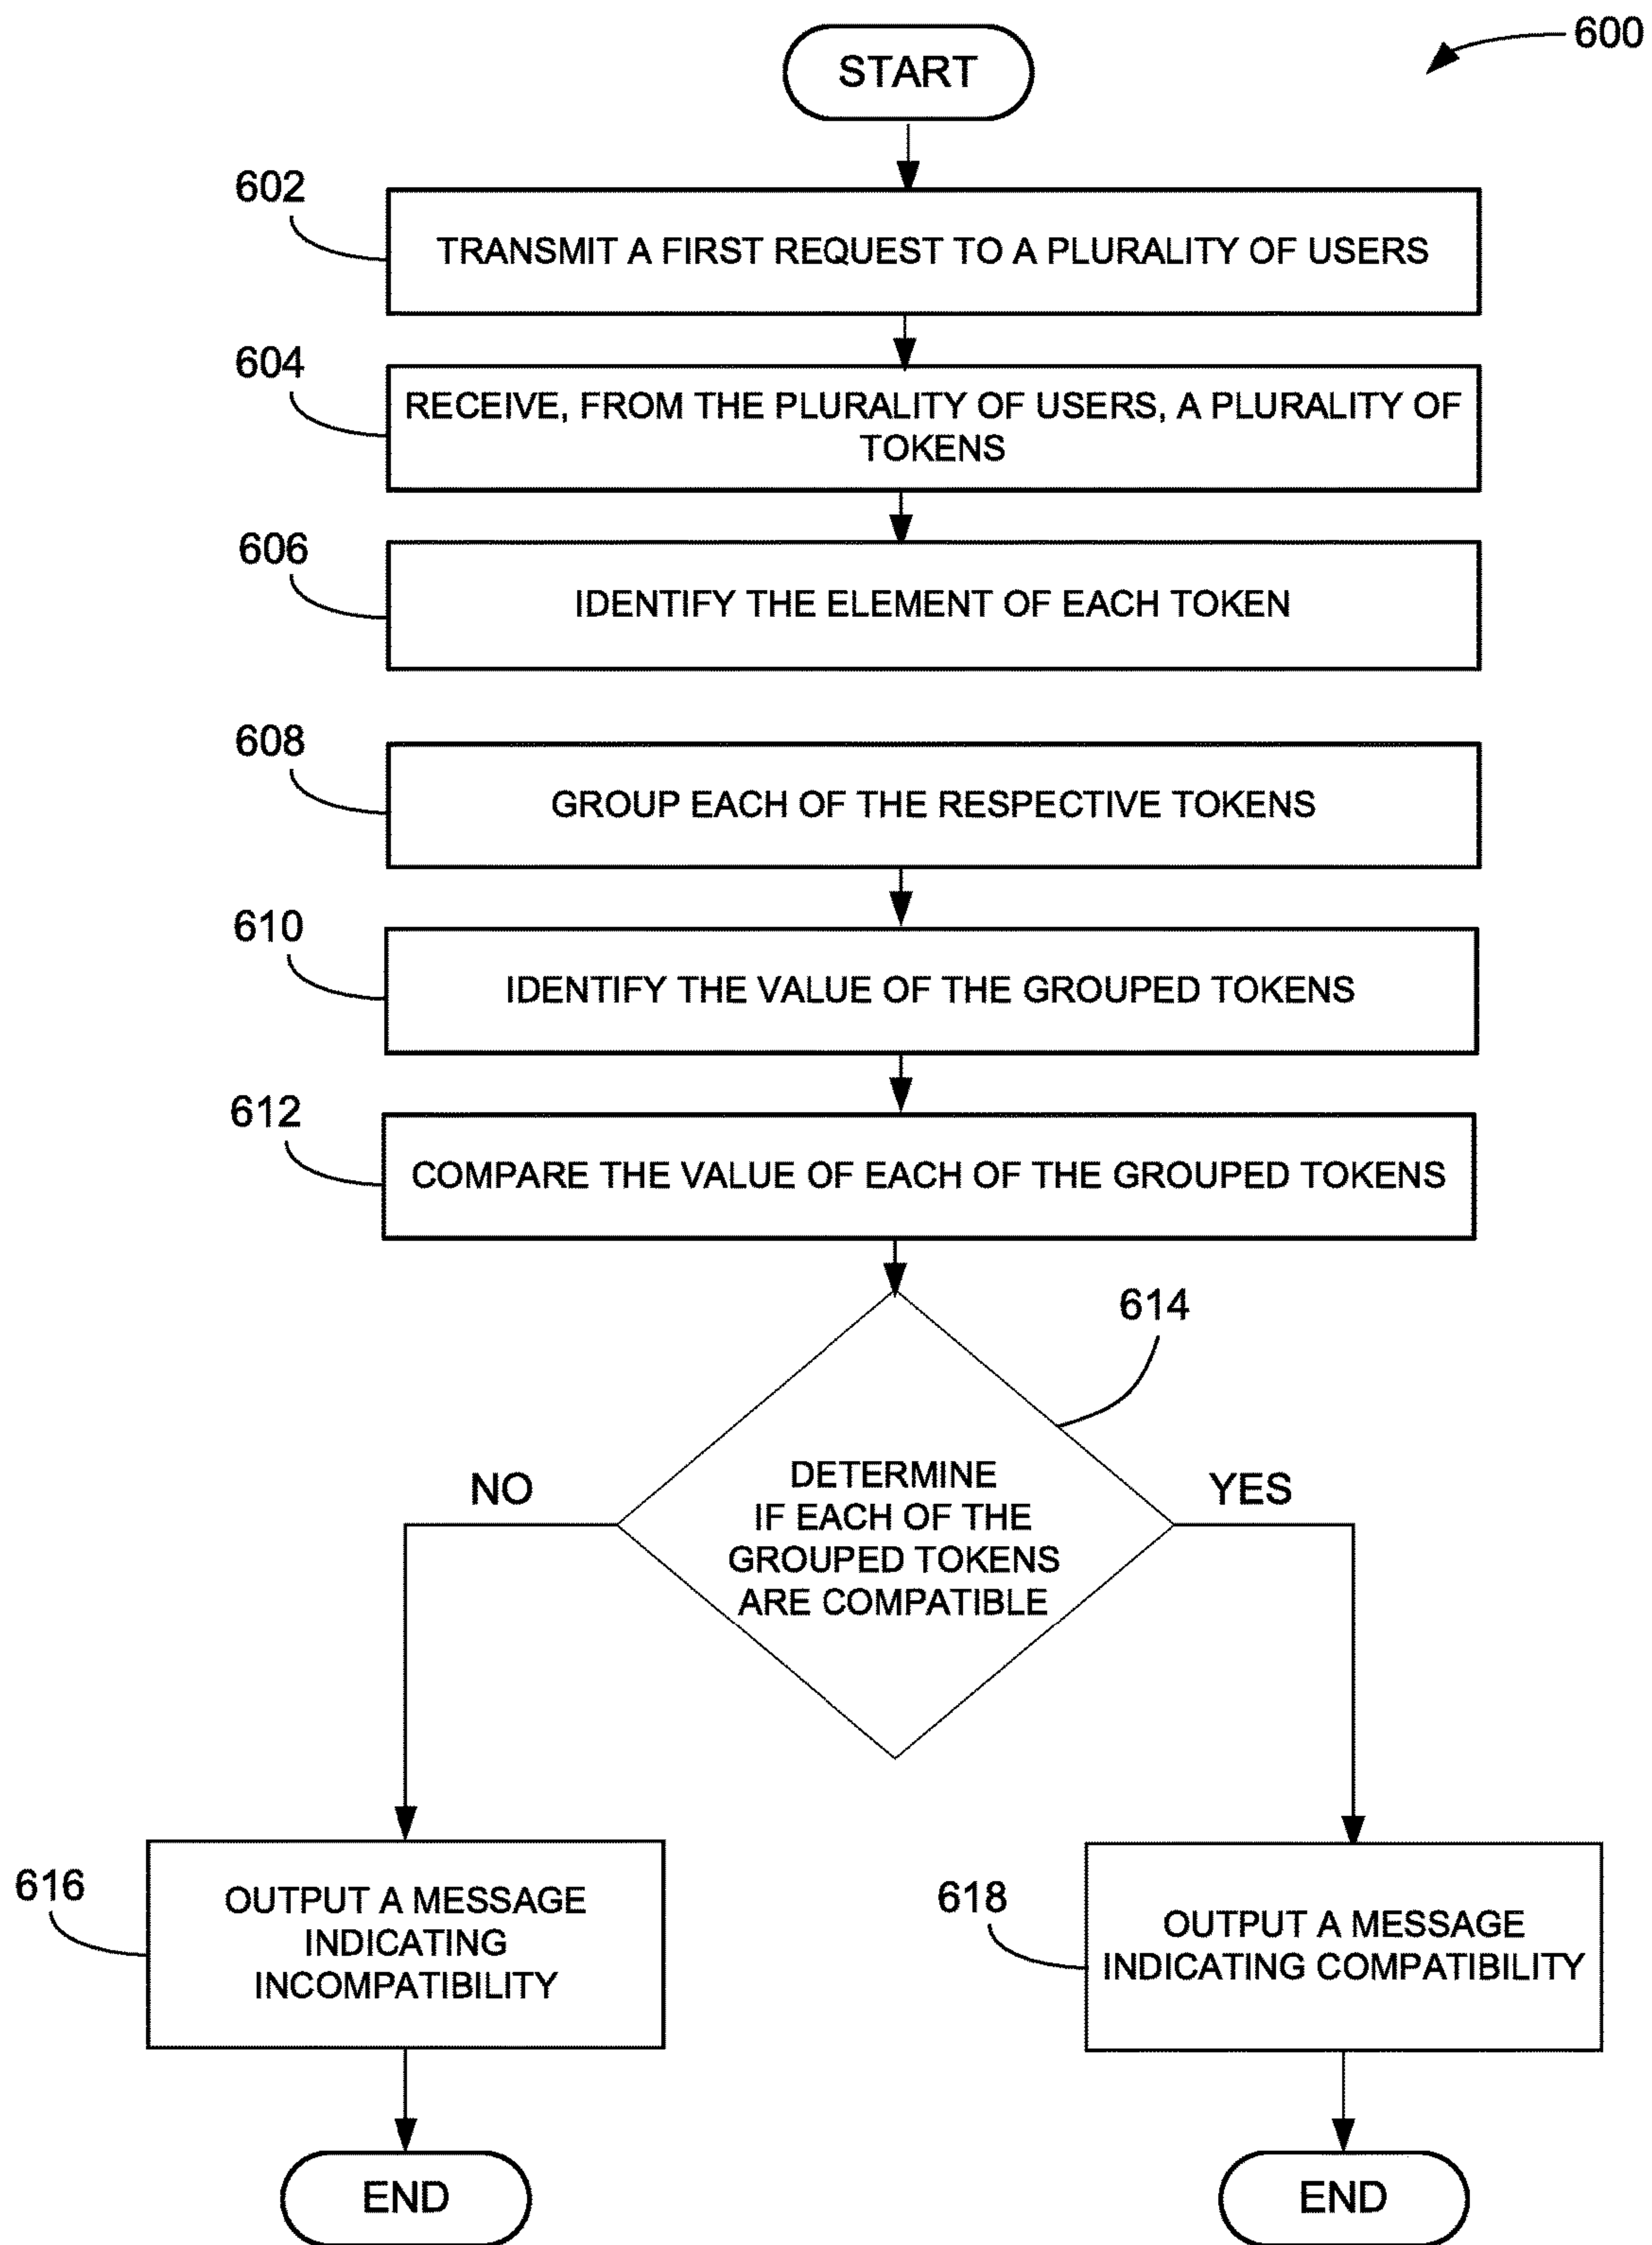 600
START
602
TRANSMIT A FIRST REQUEST TO A PLURALITY OF USERS
604
RECEIVE, FROM THE PLURALITY OF USERS, A PLURALITY OF
TOKENS
606
IDENTIFY THE ELEMENT OF EACH TOKEN
608
GROUP EACH OF THE RESPECTIVE TOKENS
610
IDENTIFY THE VALUE OF THE GROUPED TOKENS
612
COMPARE THE VALUE OF EACH OF THE GROUPED TOKENS
614
DETERMINE
IF EACH OF THE
GROUPED TOKENS
ARE COMPATIBLE
NO
YES
616
OUTPUT A MESSAGE
INDICATING
INCOMPATIBILITY
618
OUTPUT A MESSAGE
INDICATING COMPATIBILITY
END
END